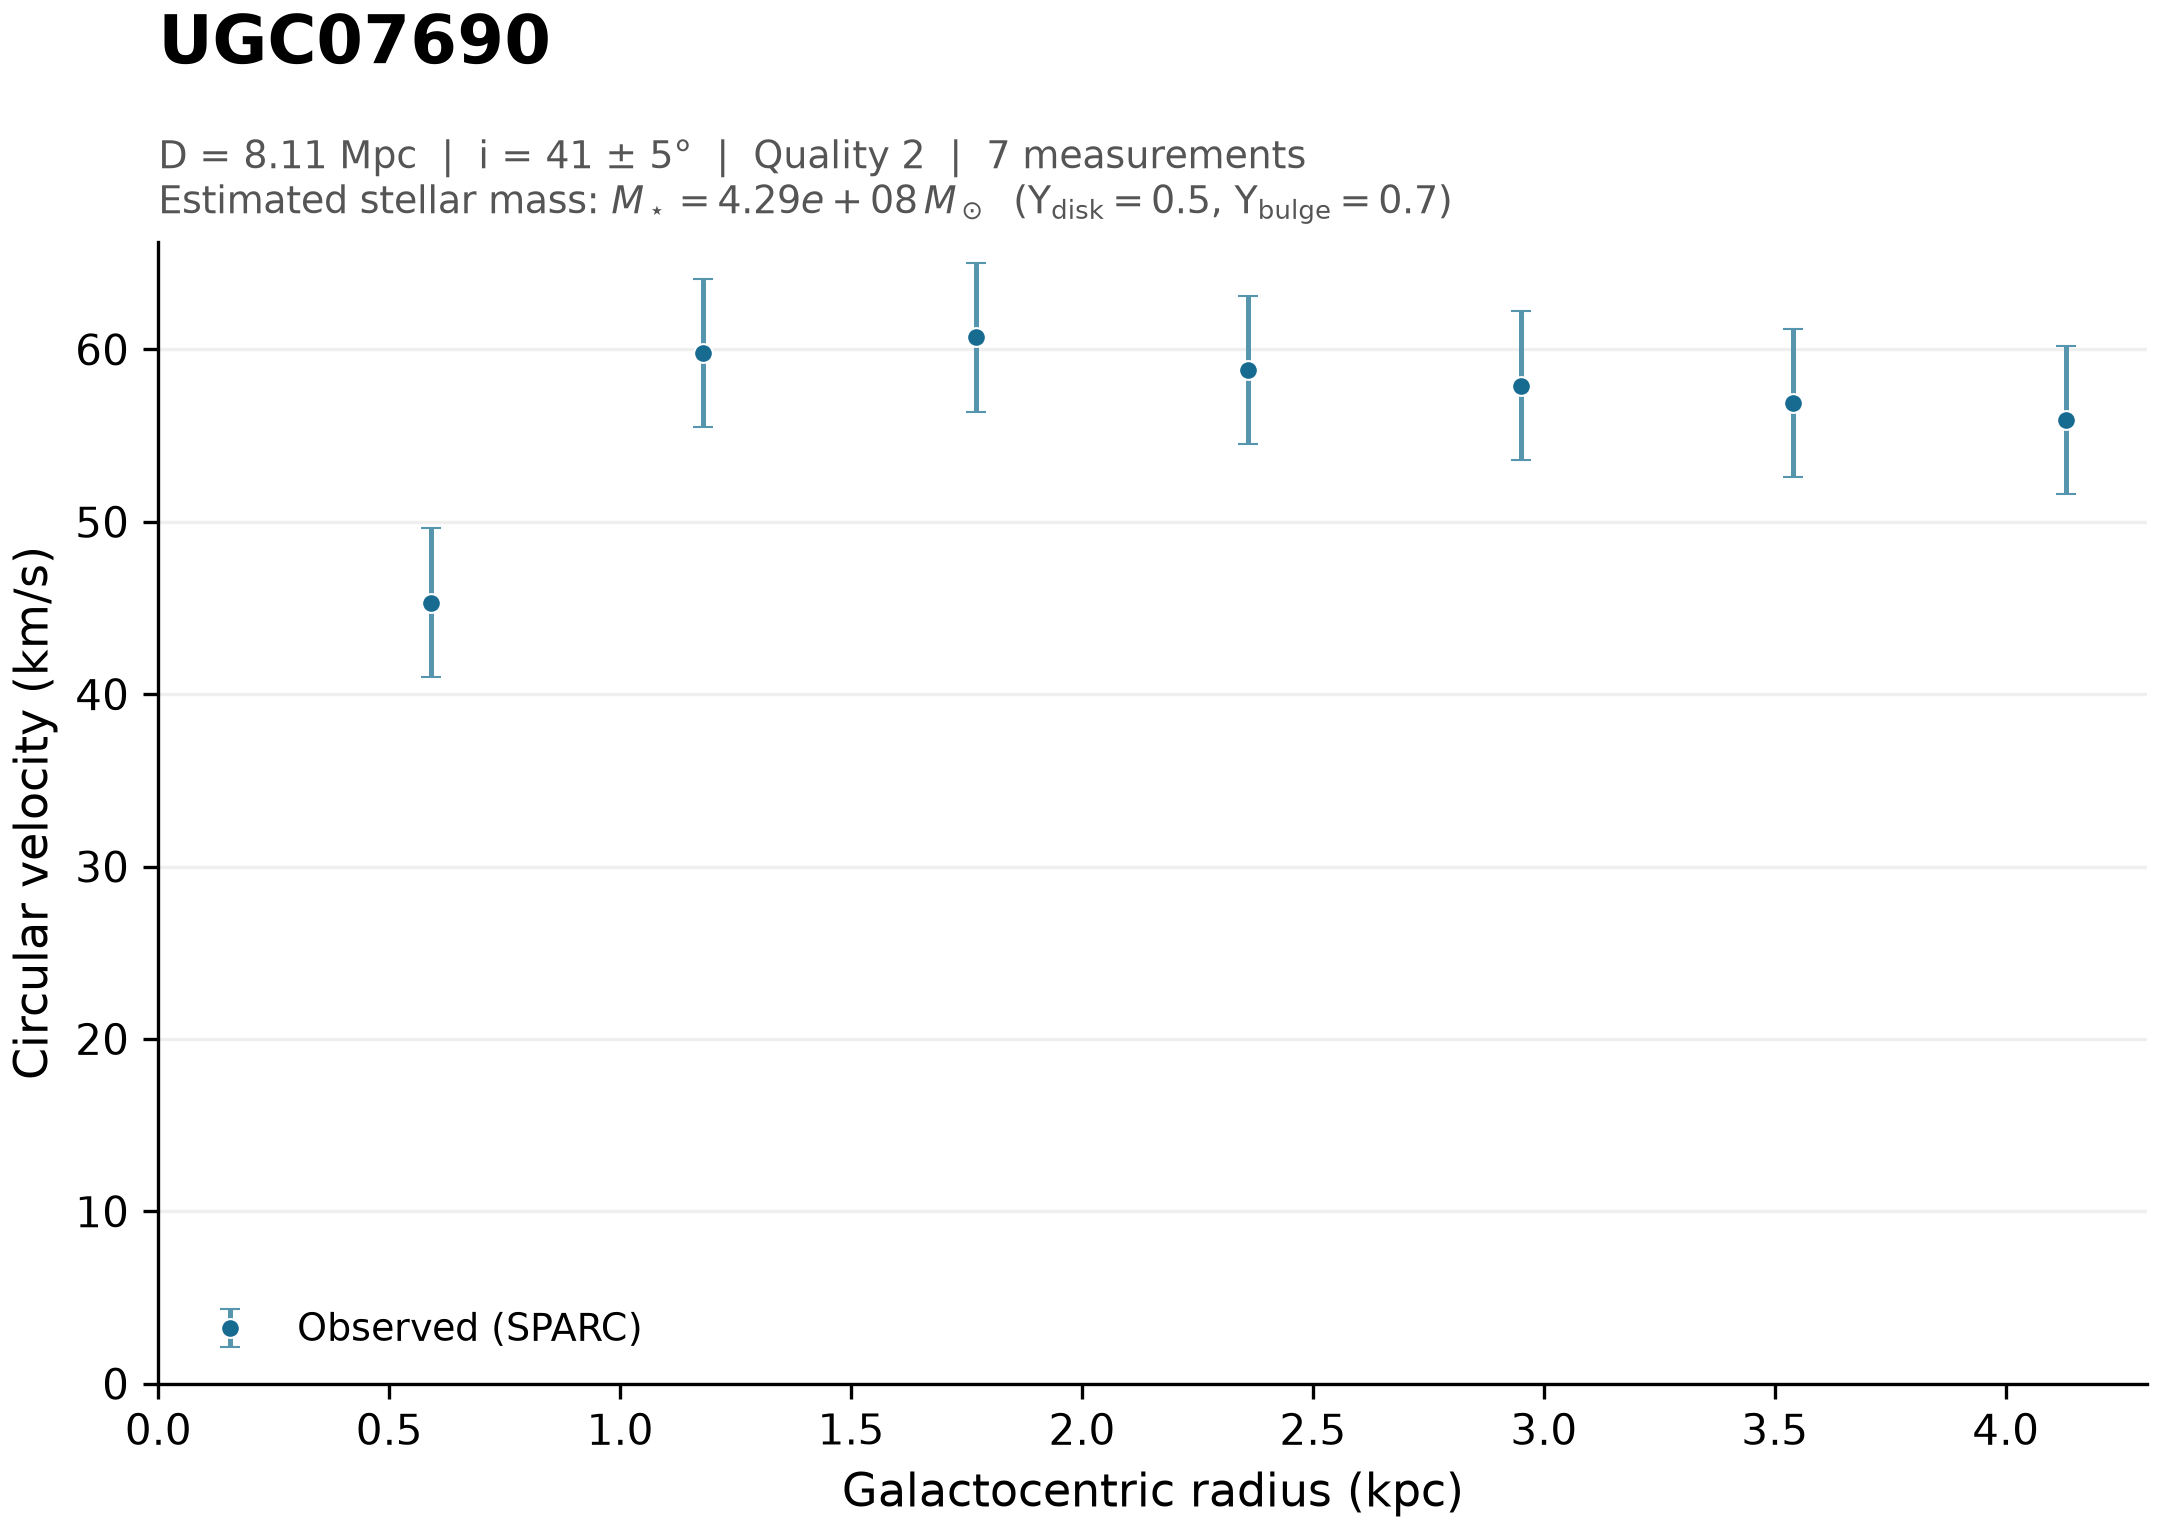 UGC07690
D = 8.11 Mpc | i = 41 ± 5° | Quality 2 | 7 measurements
Estimated stellar mass: M⋆ = 4.29e + 08 M⊙ (Ydisk = 0.5, Ybulge = 0.7)
Circular velocity (km/s)
60
50
40
30
20
10
0
Observed (SPARC)
0.0 0.5 1.0 1.5 2.0 2.5 3.0 3.5 4.0
Galactocentric radius (kpc)